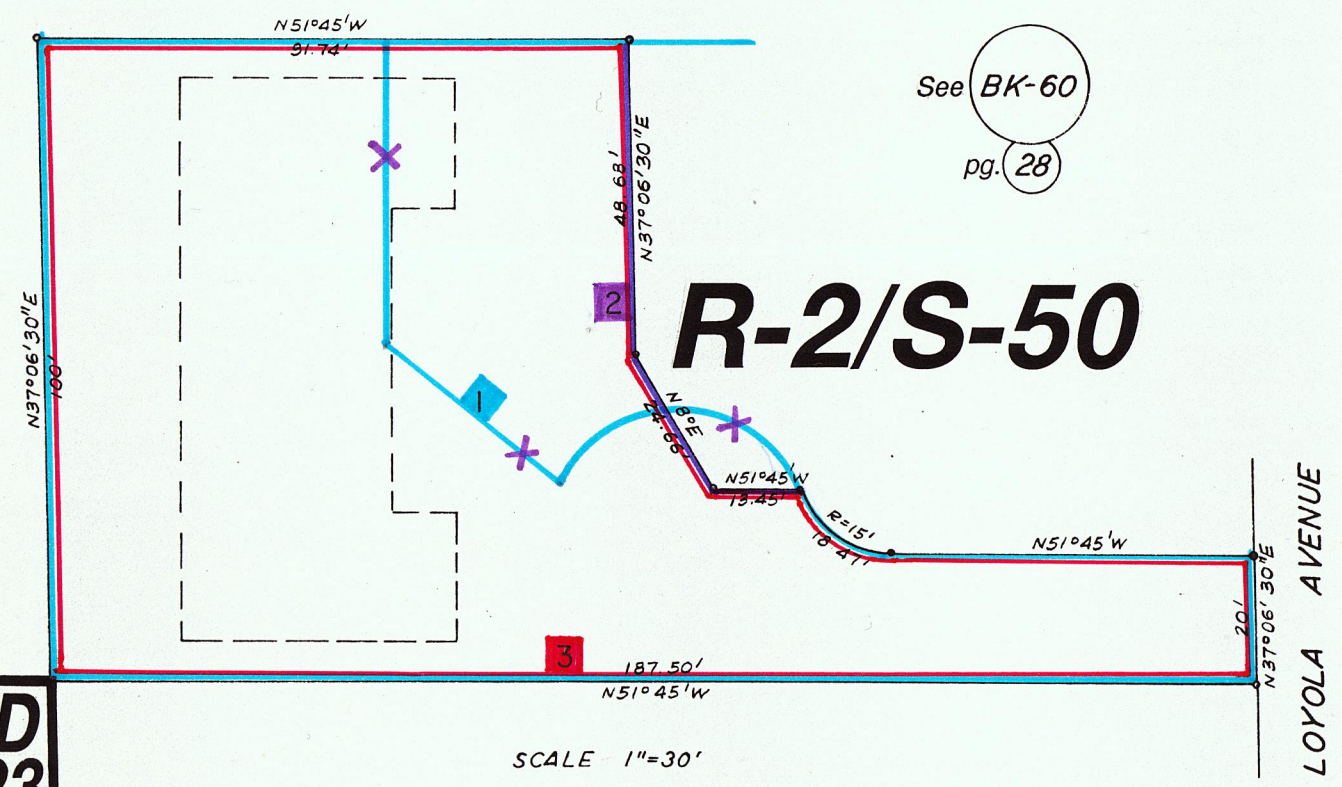 N51°45'W
91.74'
See BK-60
pg. 28
48.68'
N37°06'30"E
2
R-2/S-50
N37°06'30"E
100'
1
N 8°E
24.66'
N51°45'W
13.45'
R=15'
18.47'
N51°45'W
20'
N37°06'30"E
LOYOLA AVENUE
3
187.50'
N51°45'W
SCALE 1"=30'